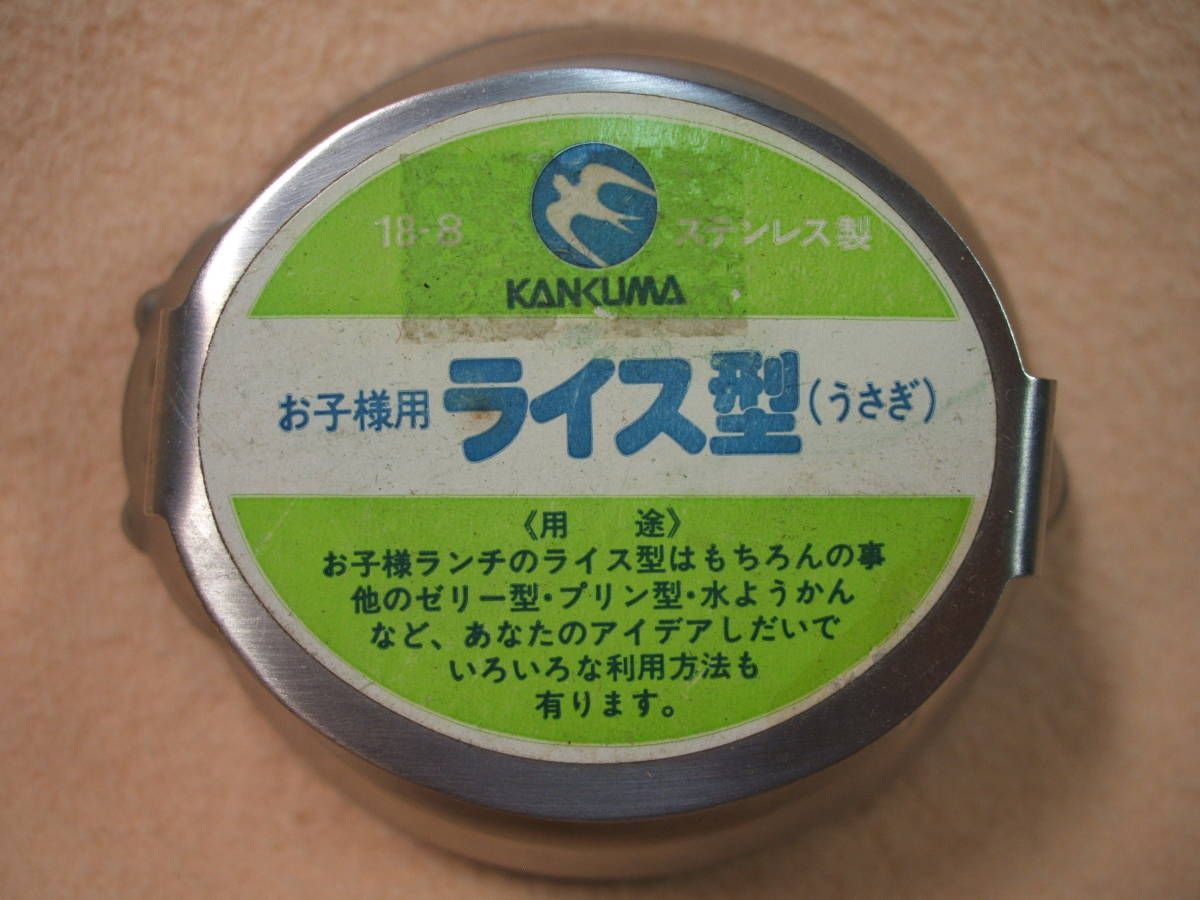 18-8 ステンレス製
KANKUMA
お子様用 ライス型 (うさぎ)
《用 途》
お子様ランチのライス型はもちろんの事
他のゼリー型・プリン型・水ようかん
など、あなたのアイデアしだいで
いろいろな利用方法も
有ります。